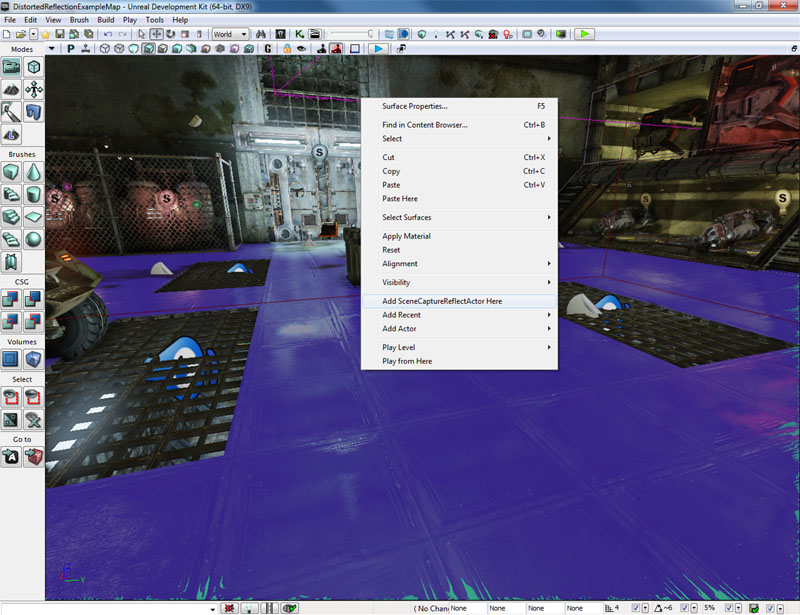 DistortedReflectionExampleMap - Unreal Development Kit (64-bit, DX9)
File Edit View Brush Build Play Tools Help
World
Modes
P
G
Brushes
CSG
Volumes
Select
Go to
S
S
S
S
S
Surface Properties... F5
Find in Content Browser... Ctrl+B
Select
Cut Ctrl+X
Copy Ctrl+C
Paste Ctrl+V
Paste Here
Select Surfaces
Apply Material
Reset
Alignment
Visibility
Add SceneCaptureReflectActor Here
Add Recent
Add Actor
Play Level
Play from Here
Y
( No Chan None None None None 4 ~6 5%